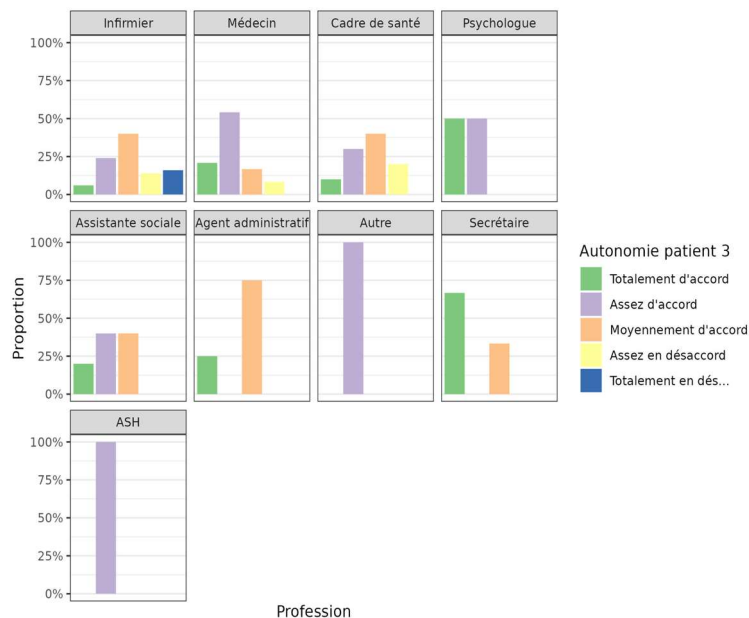 Infirmier Médecin Cadre de santé Psychologue
100%
75%
50%
25%
0%
Assistante sociale Agent administratif Autre Secrétaire
100%
75%
50%
25%
0%
ASH
100%
75%
50%
25%
0%
Proportion
Profession
Autonomie patient 3
Totalement d'accord
Assez d'accord
Moyennement d'accord
Assez en désaccord
Totalement en dés...